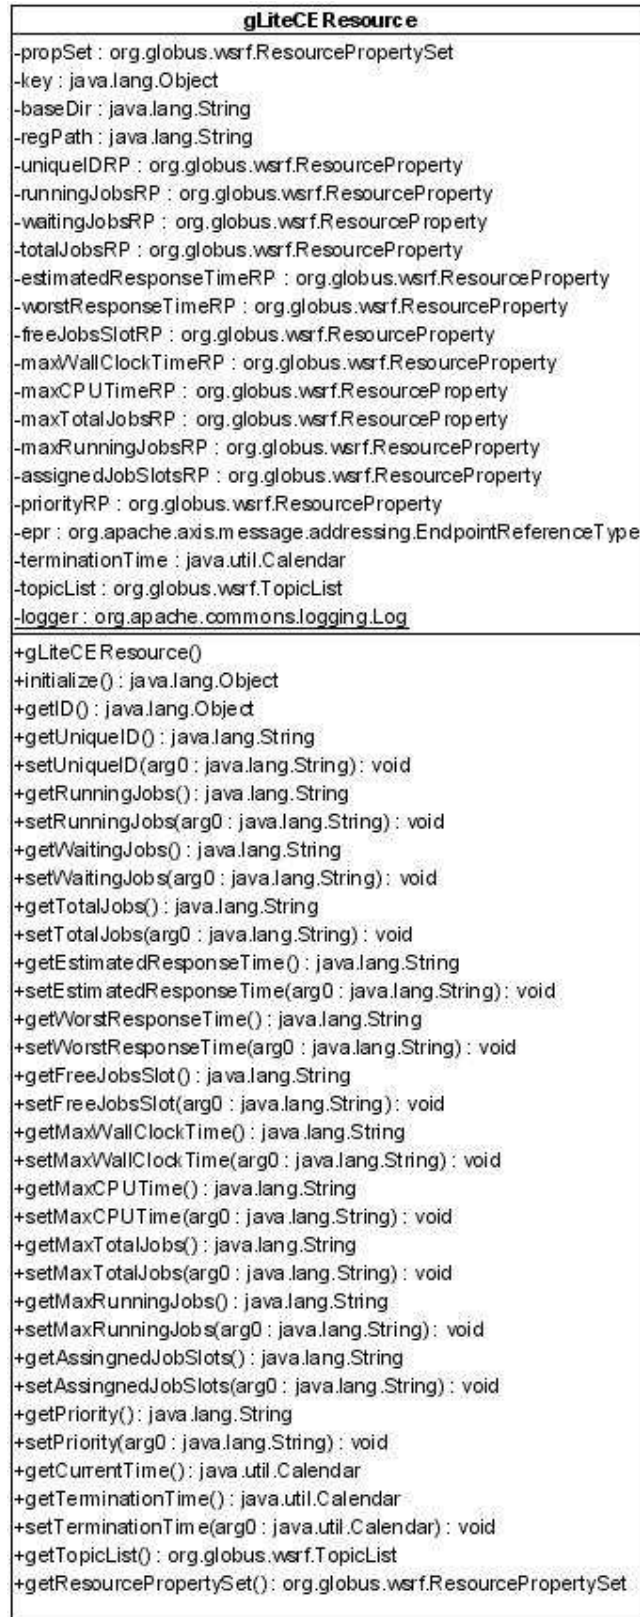 gLiteCEResource
-propSet : org.globus.wsrf.ResourcePropertySet
-key : java.lang.Object
-baseDir : java.lang.String
-regPath : java.lang.String
-uniqueIDRP : org.globus.wsrf.ResourceProperty
-runningJobsRP : org.globus.wsrf.ResourceProperty
-waitingJobsRP : org.globus.wsrf.ResourceProperty
-totalJobsRP : org.globus.wsrf.ResourceProperty
-estimatedResponseTimeRP : org.globus.wsrf.ResourceProperty
-worstResponseTimeRP : org.globus.wsrf.ResourceProperty
-freeJobsSlotRP : org.globus.wsrf.ResourceProperty
-maxWallClockTimeRP : org.globus.wsrf.ResourceProperty
-maxCPUTimeRP : org.globus.wsrf.ResourceProperty
-maxTotalJobsRP : org.globus.wsrf.ResourceProperty
-maxRunningJobsRP : org.globus.wsrf.ResourceProperty
-assignedJobSlotsRP : org.globus.wsrf.ResourceProperty
-priorityRP : org.globus.wsrf.ResourceProperty
-epr : org.apache.axis.message.addressing.EndpointReferenceType
-terminationTime : java.util.Calendar
-topicList : org.globus.wsrf.TopicList
-logger : org.apache.commons.logging.Log
+gLiteCEResource()
+initialize() : java.lang.Object
+getID() : java.lang.Object
+getUniqueID() : java.lang.String
+setUniqueID(arg0 : java.lang.String) : void
+getRunningJobs() : java.lang.String
+setRunningJobs(arg0 : java.lang.String) : void
+getWaitingJobs() : java.lang.String
+setWaitingJobs(arg0 : java.lang.String) : void
+getTotalJobs() : java.lang.String
+setTotalJobs(arg0 : java.lang.String) : void
+getEstimatedResponseTime() : java.lang.String
+setEstimatedResponseTime(arg0 : java.lang.String) : void
+getWorstResponseTime() : java.lang.String
+setWorstResponseTime(arg0 : java.lang.String) : void
+getFreeJobsSlot() : java.lang.String
+setFreeJobsSlot(arg0 : java.lang.String) : void
+getMaxWallClockTime() : java.lang.String
+setMaxWallClockTime(arg0 : java.lang.String) : void
+getMaxCPUTime() : java.lang.String
+setMaxCPUTime(arg0 : java.lang.String) : void
+getMaxTotalJobs() : java.lang.String
+setMaxTotalJobs(arg0 : java.lang.String) : void
+getMaxRunningJobs() : java.lang.String
+setMaxRunningJobs(arg0 : java.lang.String) : void
+getAssingnedJobSlots() : java.lang.String
+setAssingnedJobSlots(arg0 : java.lang.String) : void
+getPriority() : java.lang.String
+setPriority(arg0 : java.lang.String) : void
+getCurrentTime() : java.util.Calendar
+getTerminationTime() : java.util.Calendar
+setTerminationTime(arg0 : java.util.Calendar) : void
+getTopicList() : org.globus.wsrf.TopicList
+getResourcePropertySet() : org.globus.wsrf.ResourcePropertySet